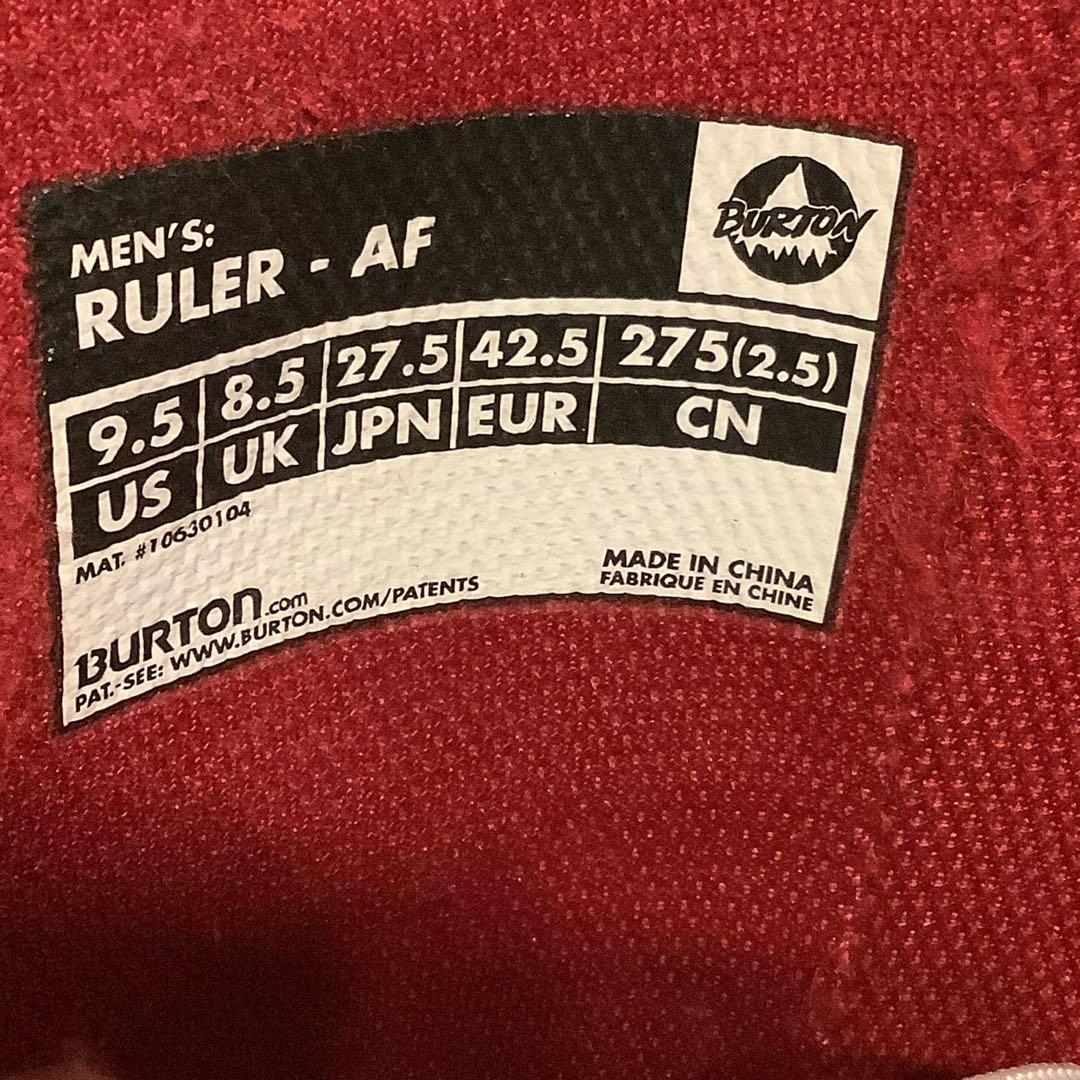 MEN'S:
RULER - AF
BURTON
9.5 8.5 27.5 42.5 275(2.5)
US UK JPN EUR CN
MAT. #10630104
BURTON.com
PAT.-SEE: WWW.BURTON.COM/PATENTS
MADE IN CHINA
FABRIQUE EN CHINE